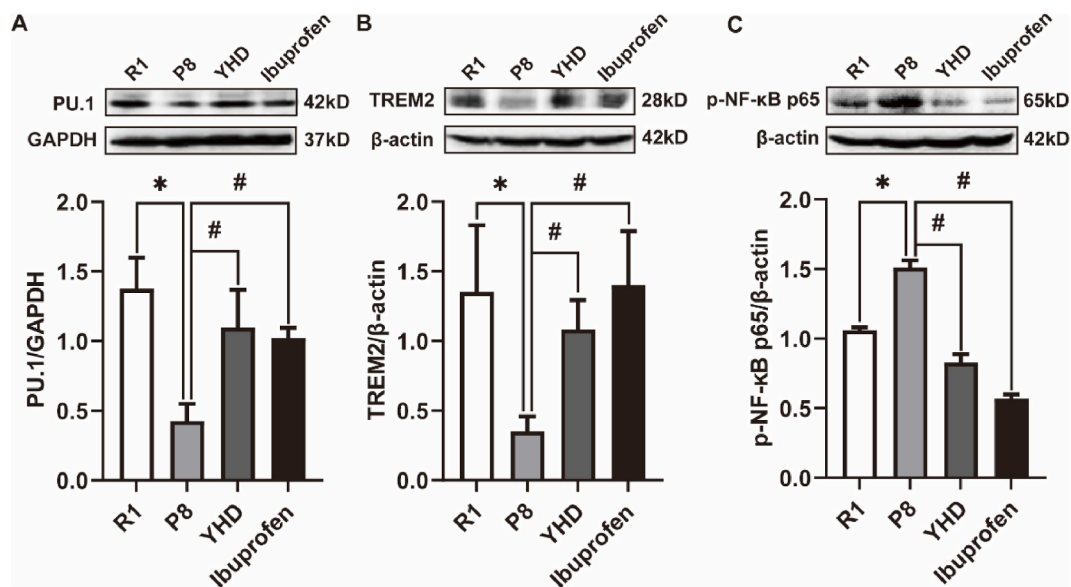 A
R1 P8 YHD Ibuprofen
PU.1 42kD
GAPDH 37kD
* #
#
PU.1/GAPDH
2.0
1.5
1.0
0.5
0.0
R1 P8 YHD Ibuprofen
B
R1 P8 YHD Ibuprofen
TREM2 28kD
β-actin 42kD
* #
#
TREM2/β-actin
2.0
1.5
1.0
0.5
0.0
R1 P8 YHD Ibuprofen
C
R1 P8 YHD Ibuprofen
p-NF-κB p65 65kD
β-actin 42kD
* #
#
p-NF-κB p65/β-actin
2.0
1.5
1.0
0.5
0.0
R1 P8 YHD Ibuprofen